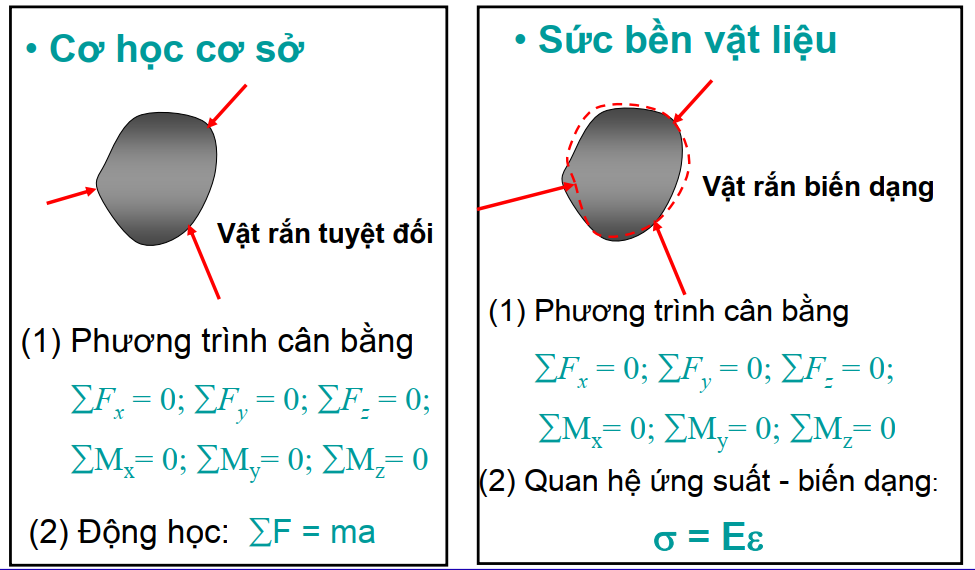 • Cơ học cơ sở
Vật rắn tuyệt đối
(1) Phương trình cân bằng
∑Fx = 0; ∑Fy = 0; ∑Fz = 0;
∑Mx= 0; ∑My= 0; ∑Mz= 0
(2) Động học: ∑F = ma
• Sức bền vật liệu
Vật rắn biến dạng
(1) Phương trình cân bằng
∑Fx = 0; ∑Fy = 0; ∑Fz = 0;
∑Mx= 0; ∑My= 0; ∑Mz= 0
(2) Quan hệ ứng suất - biến dạng:
σ = Eε